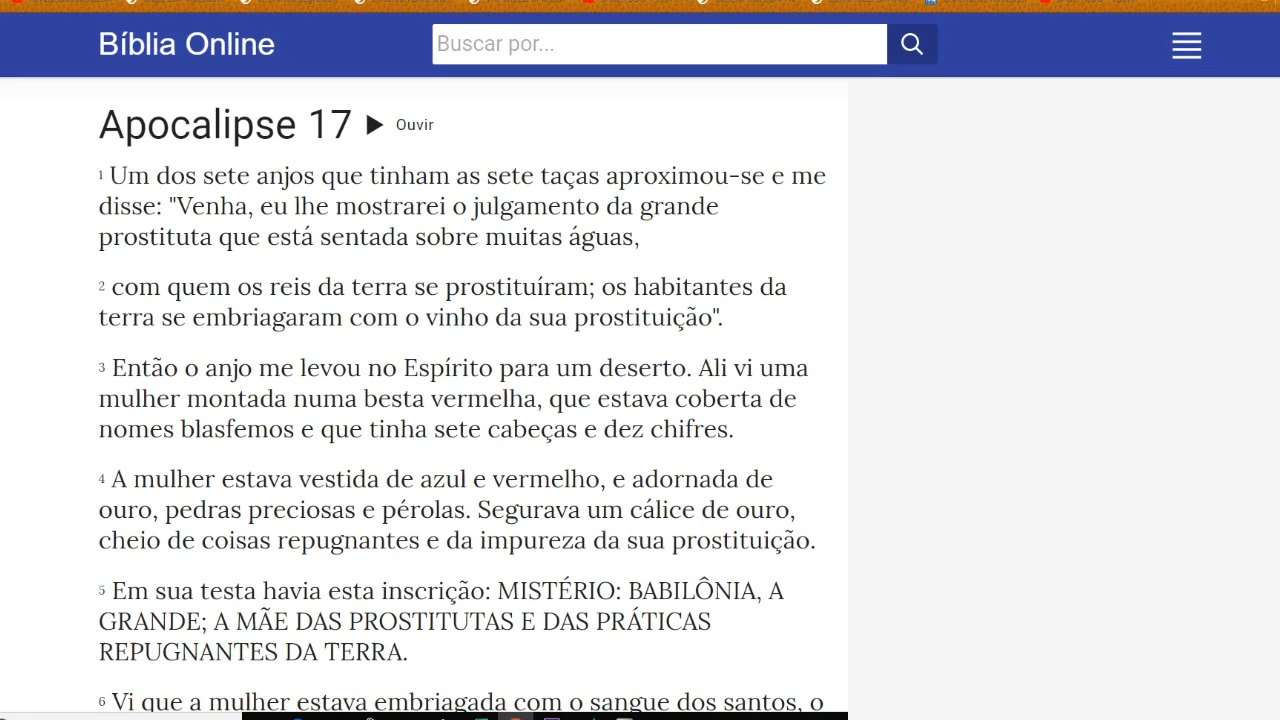 Bíblia Online
Buscar por...
Apocalipse 17
Ouvir
1 Um dos sete anjos que tinham as sete taças aproximou-se e me
disse: "Venha, eu lhe mostrarei o julgamento da grande
prostituta que está sentada sobre muitas águas,
2 com quem os reis da terra se prostituíram; os habitantes da
terra se embriagaram com o vinho da sua prostituição".
3 Então o anjo me levou no Espírito para um deserto. Ali vi uma
mulher montada numa besta vermelha, que estava coberta de
nomes blasfemos e que tinha sete cabeças e dez chifres.
4 A mulher estava vestida de azul e vermelho, e adornada de
ouro, pedras preciosas e pérolas. Segurava um cálice de ouro,
cheio de coisas repugnantes e da impureza da sua prostituição.
5 Em sua testa havia esta inscrição: MISTÉRIO: BABILÔNIA, A
GRANDE; A MÃE DAS PROSTITUTAS E DAS PRÁTICAS
REPUGNANTES DA TERRA.
6 Vi que a mulher estava embriagada com o sangue dos santos, o